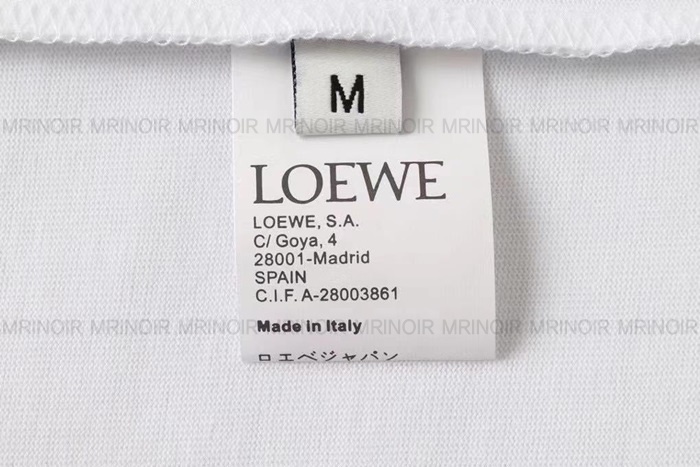 M
MRINOIR MRINOIR MRINOIR MRINOIR MRINOIR MRINOIR MRINOIR MRINOIR
LOEWE
LOEWE, S.A.
C/ Goya, 4
28001-Madrid
SPAIN
C.I.F. A-28003861
Made in Italy
MRINOIR MRINOIR MRINOIR MRINOIR MRINOIR MRINOIR MRINOIR MRINOIR
ロエベジャパン